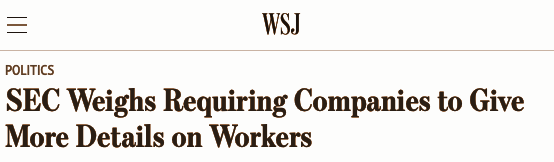 WSJ
POLITICS
SEC Weighs Requiring Companies to Give
More Details on Workers